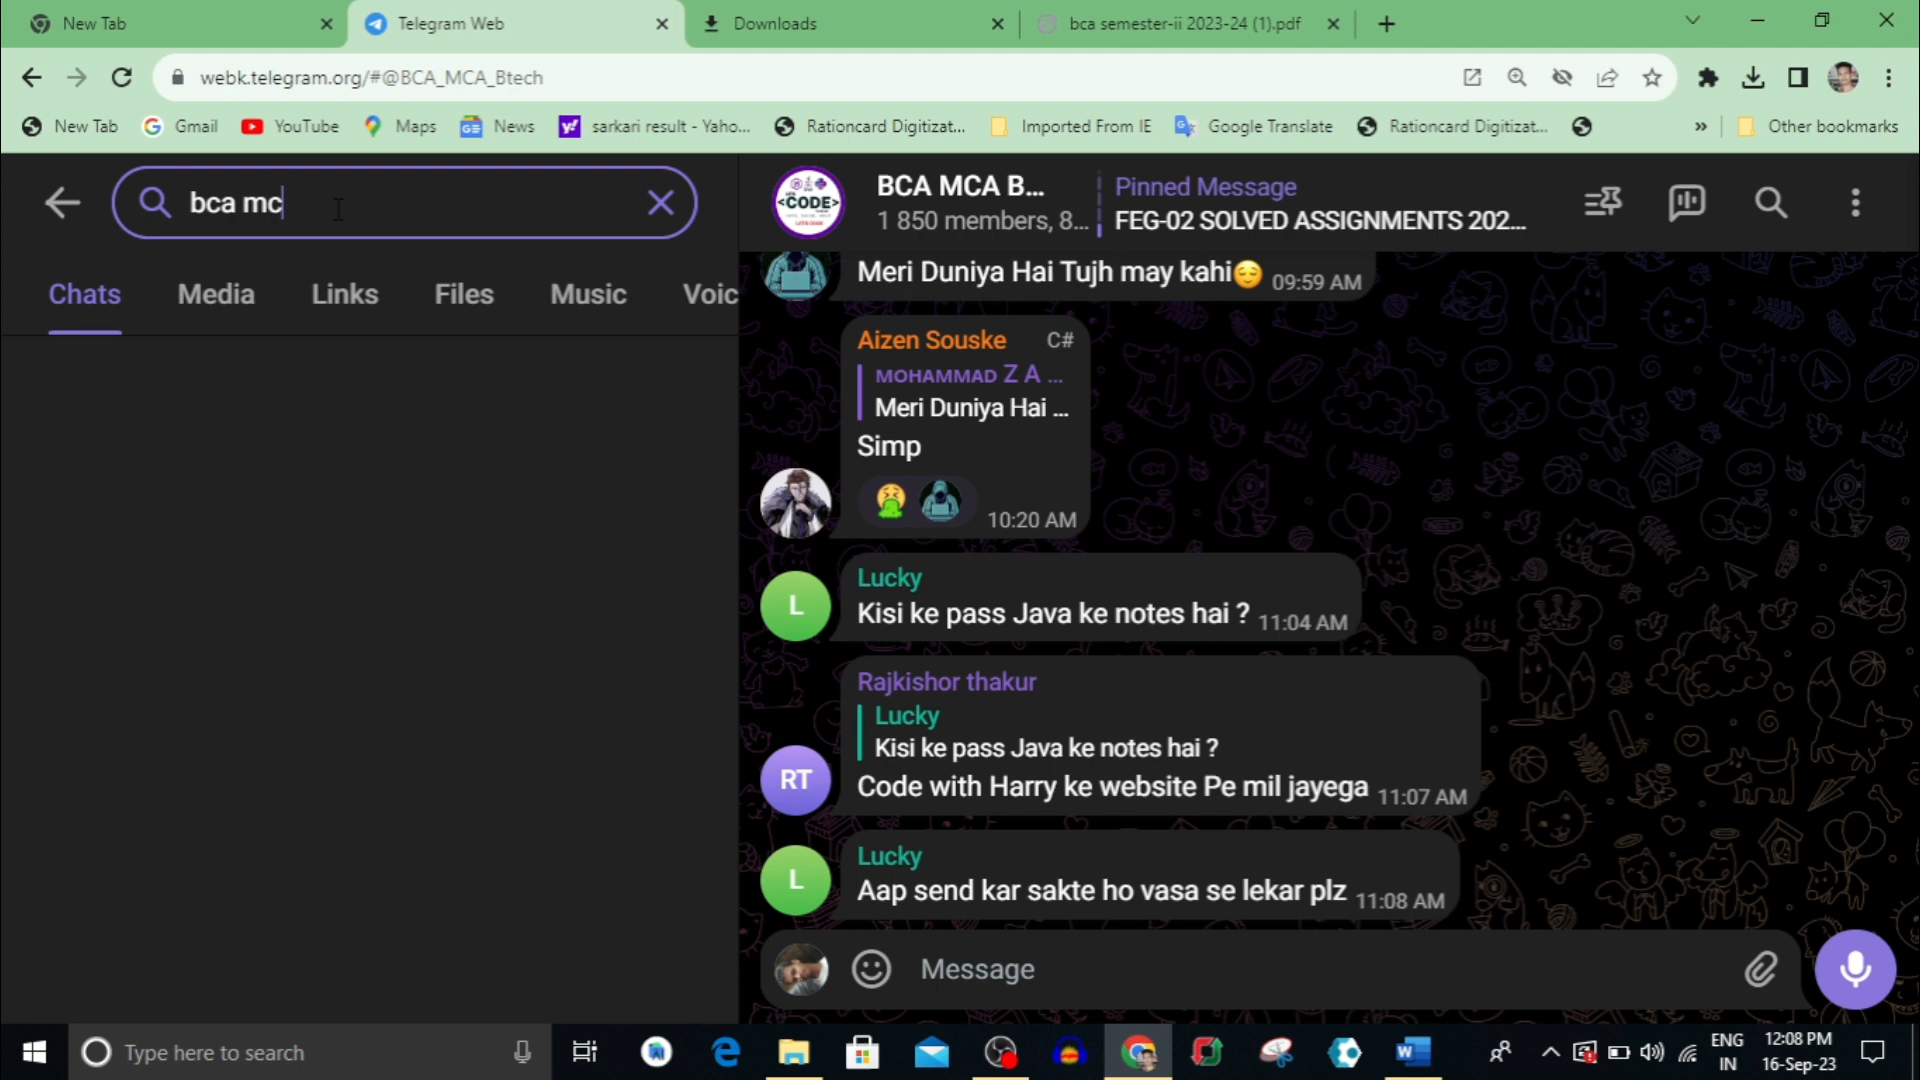 New Tab
Telegram Web
Downloads
bca semester-ii 2023-24 (1).pdf
webk.telegram.org/#@BCA_MCA_Btech
New Tab
Gmail
YouTube
Maps
News
sarkari result - Yaho...
Rationcard Digitizat...
Imported From IE
Google Translate
Rationcard Digitizat...
»
Other bookmarks
bca mc
Chats
Media
Links
Files
Music
Voic
<CODE>
BCA MCA B...
1 850 members, 8...
Pinned Message
FEG-02 SOLVED ASSIGNMENTS 202...
Meri Duniya Hai Tujh may kahi😌 09:59 AM
Aizen Souske C#
MOHAMMAD Z A ...
Meri Duniya Hai ...
Simp
10:20 AM
Lucky
L
Kisi ke pass Java ke notes hai ? 11:04 AM
Rajkishor thakur
Lucky
Kisi ke pass Java ke notes hai ?
RT
Code with Harry ke website Pe mil jayega 11:07 AM
Lucky
L
Aap send kar sakte ho vasa se lekar plz 11:08 AM
Message
Type here to search
ENG
IN
12:08 PM
16-Sep-23